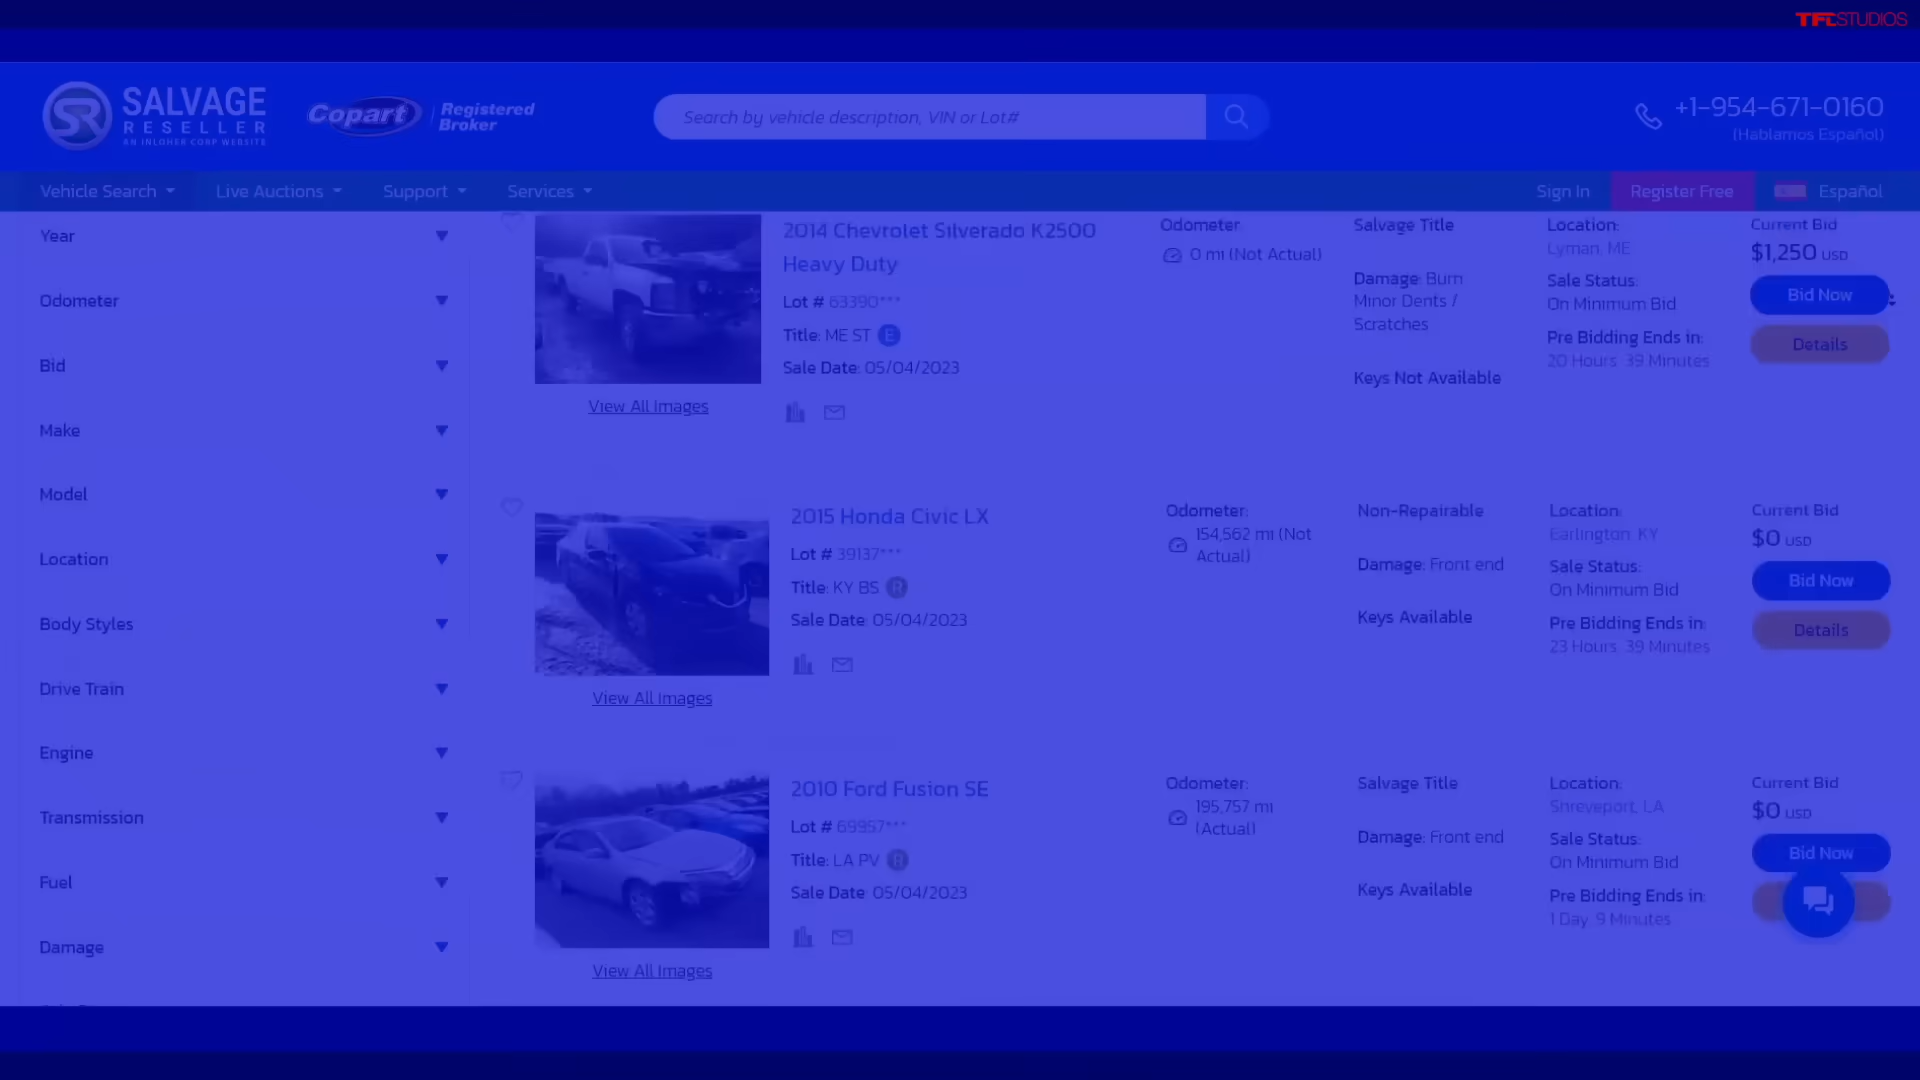 TFLSTUDIOS
SALVAGE
RESELLER
AN INLOHER CORP WEBSITE
Copart
Registered
Broker
Search by vehicle description, VIN or Lot#
+1-954-671-0160
(Hablamos Español)
Vehicle Search
Live Auctions
Support
Services
Sign In
Register Free
Español
Year
Odometer
Bid
Make
Model
Location
Body Styles
Drive Train
Engine
Transmission
Fuel
Damage
2014 Chevrolet Silverado K2500
Heavy Duty
Lot # 63390***
Title: ME ST E
Sale Date: 05/04/2023
View All Images
Odometer:
0 mi (Not Actual)
Salvage Title
Damage: Burn
Minor Dents /
Scratches
Keys Not Available
Location:
Lyman, ME
Sale Status:
On Minimum Bid
Pre Bidding Ends in:
20 Hours 39 Minutes
Current Bid
$1,250 USD
Bid Now
Details
2015 Honda Civic LX
Lot # 39137***
Title: KY BS R
Sale Date: 05/04/2023
View All Images
Odometer:
154,562 mi (Not
Actual)
Non-Repairable
Damage: Front end
Keys Available
Location:
Earlington, KY
Sale Status:
On Minimum Bid
Pre Bidding Ends in:
23 Hours 39 Minutes
Current Bid
$0 USD
Bid Now
Details
2010 Ford Fusion SE
Lot # 69957***
Title: LA PV R
Sale Date: 05/04/2023
View All Images
Odometer:
195,757 mi
(Actual)
Salvage Title
Damage: Front end
Keys Available
Location:
Shreveport, LA
Sale Status:
On Minimum Bid
Pre Bidding Ends in:
1 Day 9 Minutes
Current Bid
$0 USD
Bid Now